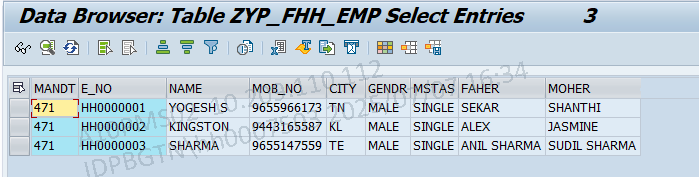 Data Browser: Table ZYP_FHH_EMP Select Entries 3
MANDT E_NO NAME MOB_NO CITY GENDR MSTAS FAHER MOHER
471 HH0000001 YOGESH S 9655966173 TN MALE SINGLE SEKAR SHANTHI
471 HH0000002 KINGSTON 9443165587 KL MALE SINGLE ALEX JASMINE
471 HH0000003 SHARMA 9655147559 TE MALE SINGLE ANIL SHARMA SUDIL SHARMA